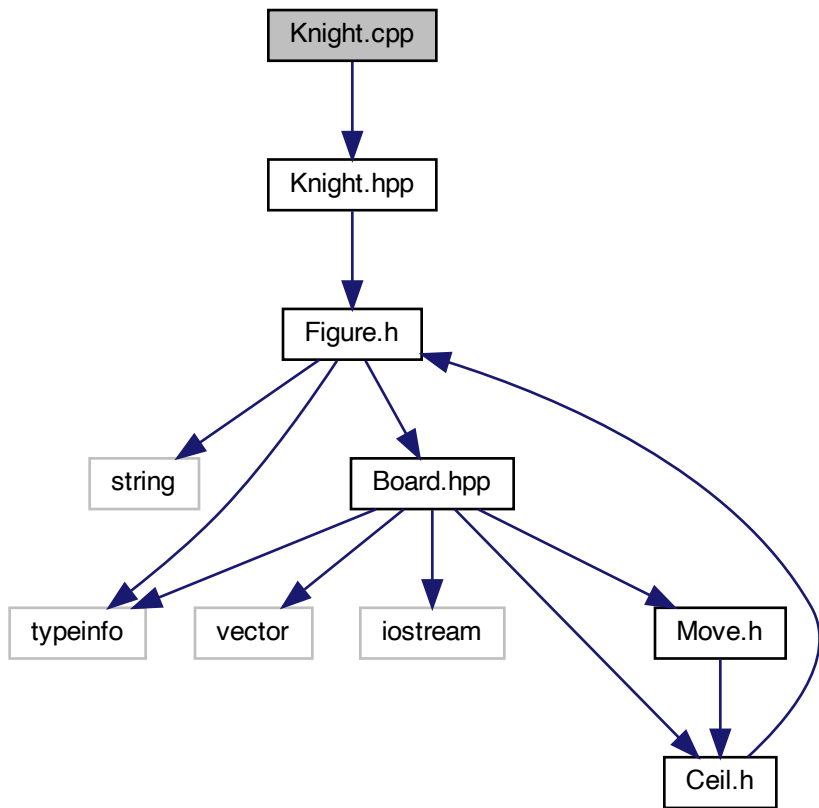 Knight.cpp
Knight.hpp
Figure.h
string
Board.hpp
typeinfo
vector
iostream
Move.h
Ceil.h